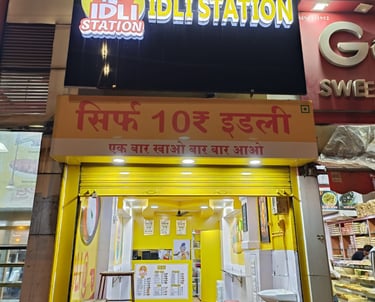 IDLI STATION
IDLI
STATION
G
SWEE
सिर्फ 10₹ इडली
एक बार खाओ बार बार आओ